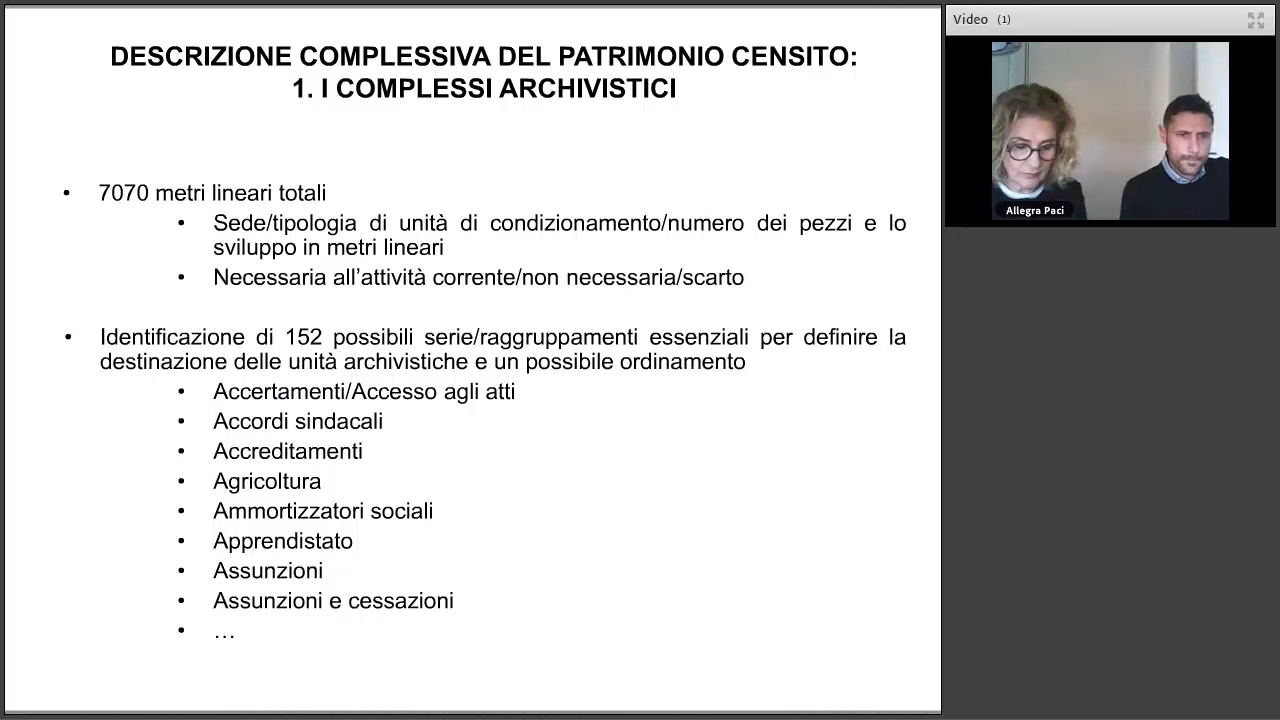 DESCRIZIONE COMPLESSIVA DEL PATRIMONIO CENSITO:
1. I COMPLESSI ARCHIVISTICI
• 7070 metri lineari totali
• Sede/tipologia di unità di condizionamento/numero dei pezzi e lo
sviluppo in metri lineari
• Necessaria all’attività corrente/non necessaria/scarto
• Identificazione di 152 possibili serie/raggruppamenti essenziali per definire la
destinazione delle unità archivistiche e un possibile ordinamento
• Accertamenti/Accesso agli atti
• Accordi sindacali
• Accreditamenti
• Agricoltura
• Ammortizzatori sociali
• Apprendistato
• Assunzioni
• Assunzioni e cessazioni
• …
Video (1)
Allegra Paci